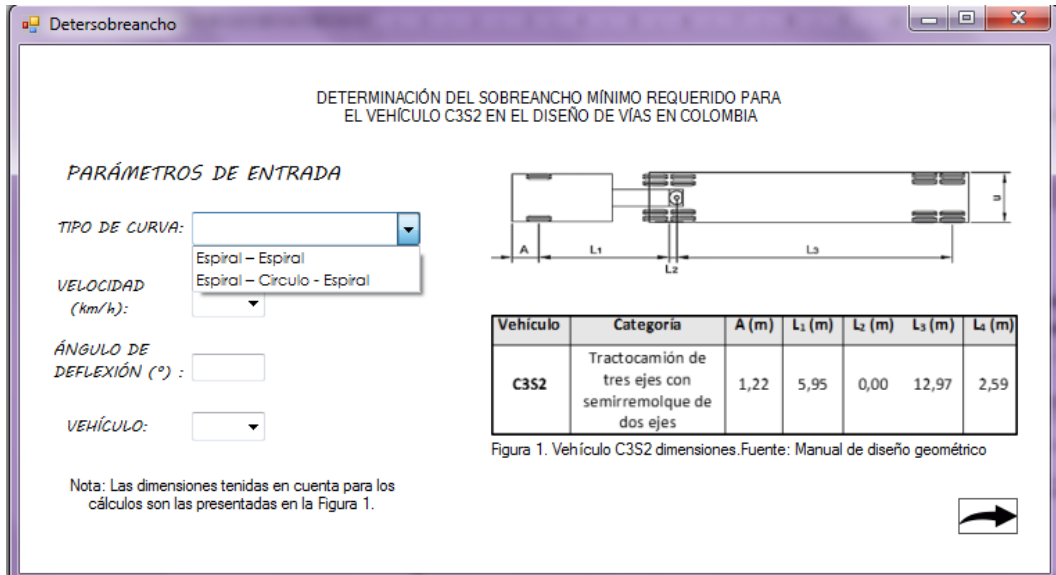 Detersobreancho
DETERMINACIÓN DEL SOBREANCHO MÍNIMO REQUERIDO PARA
EL VEHÍCULO C3S2 EN EL DISEÑO DE VÍAS EN COLOMBIA
PARÁMETROS DE ENTRADA
TIPO DE CURVA:
Espiral – Espiral
Espiral – Circulo - Espiral
VELOCIDAD
(km/h):
ÁNGULO DE
DEFLEXIÓN (°) :
VEHÍCULO:
Nota: Las dimensiones tenidas en cuenta para los
cálculos son las presentadas en la Figura 1.
A L1 L2 L3 u
Vehículo Categoría A (m) L1 (m) L2 (m) L3 (m) L4 (m)
C3S2 Tractocamión de
tres ejes con
semirremolque de
dos ejes
1,22 5,95 0,00 12,97 2,59
Figura 1. Vehículo C3S2 dimensiones.Fuente: Manual de diseño geométrico